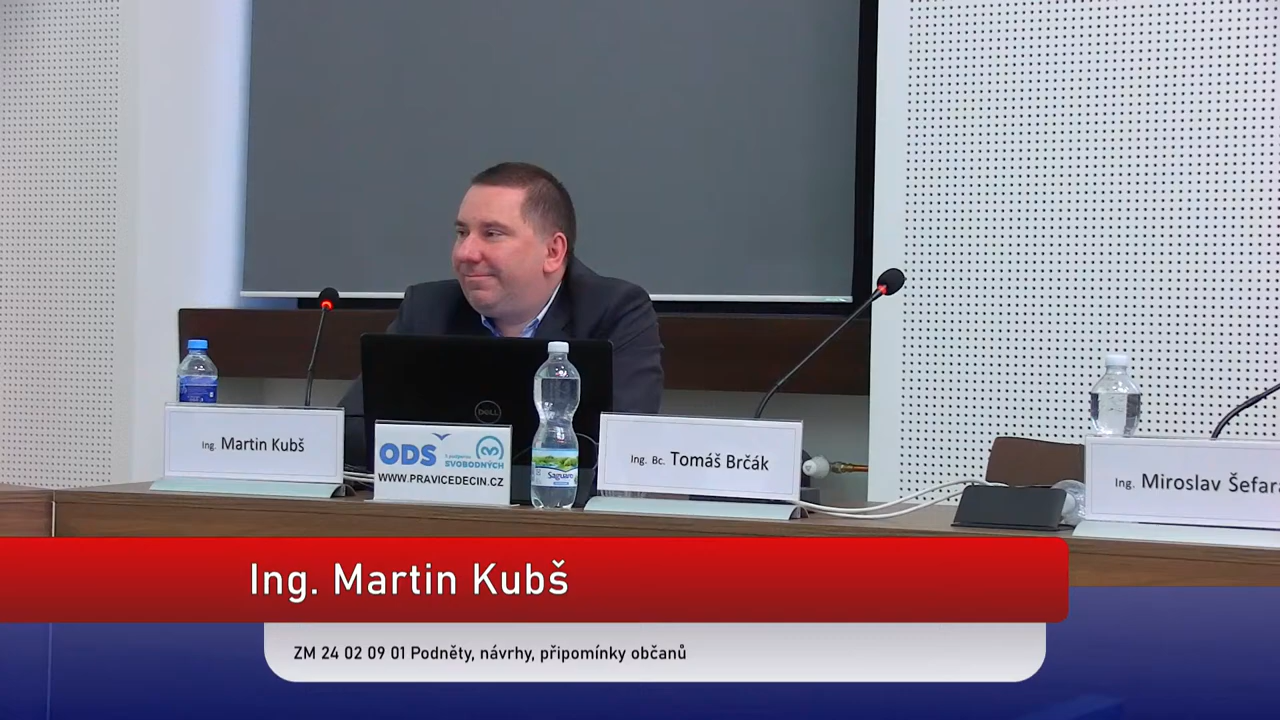 DELL
Ing. Martin Kubš
ODS
S podporou
SVOBODNÝCH
WWW.PRAVICEDECIN.CZ
Saguaro
Ing. Bc. Tomáš Brčák
Ing. Miroslav Šefara
Ing. Martin Kubš
ZM 24 02 09 01 Podněty, návrhy, připomínky občanů